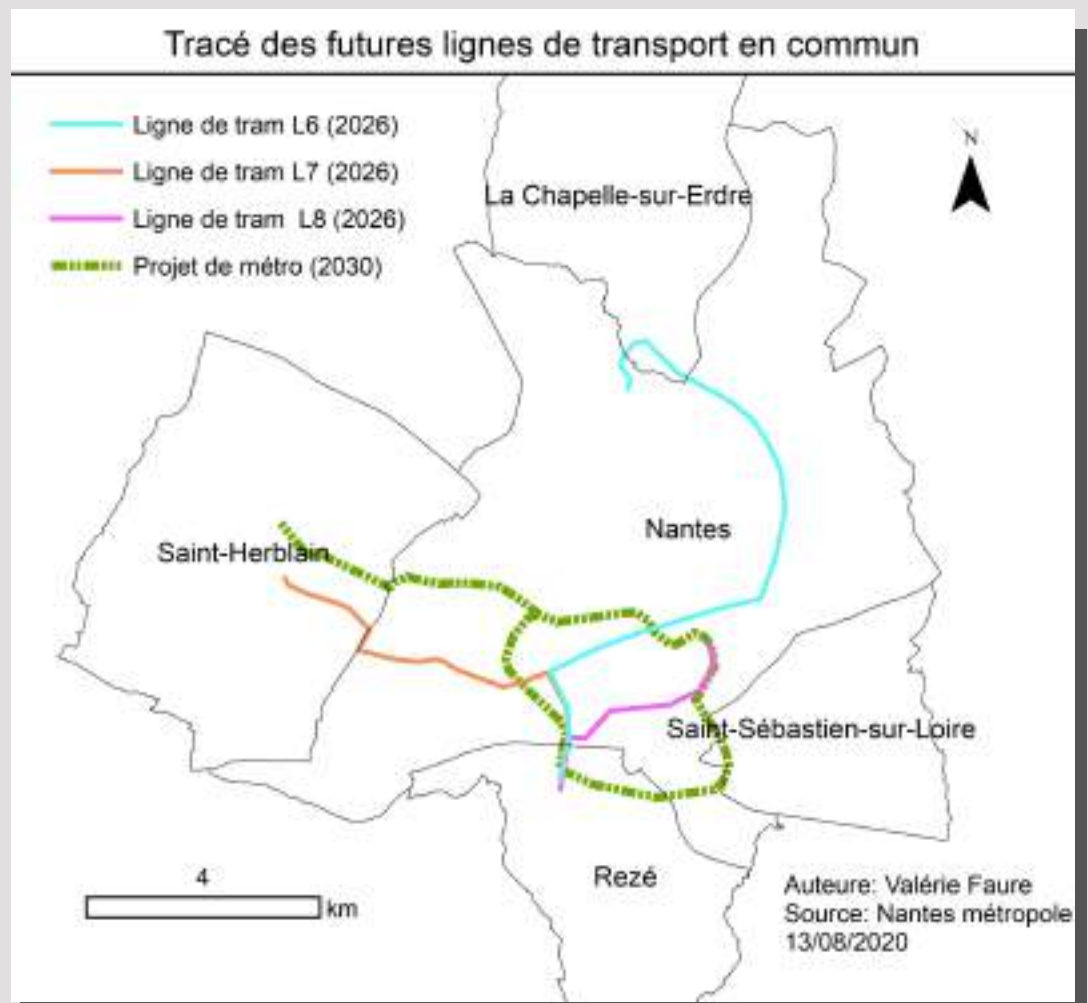 Tracé des futures lignes de transport en commun
Ligne de tram L6 (2026)
Ligne de tram L7 (2026)
Ligne de tram  L8 (2026)
Projet de métro (2030)
N
La Chapelle-sur-Erdre
Nantes
Saint-Herblain
Saint-Sébastien-sur-Loire
Rezé
4
km
Auteure: Valérie Faure
Source: Nantes métropole
13/08/2020